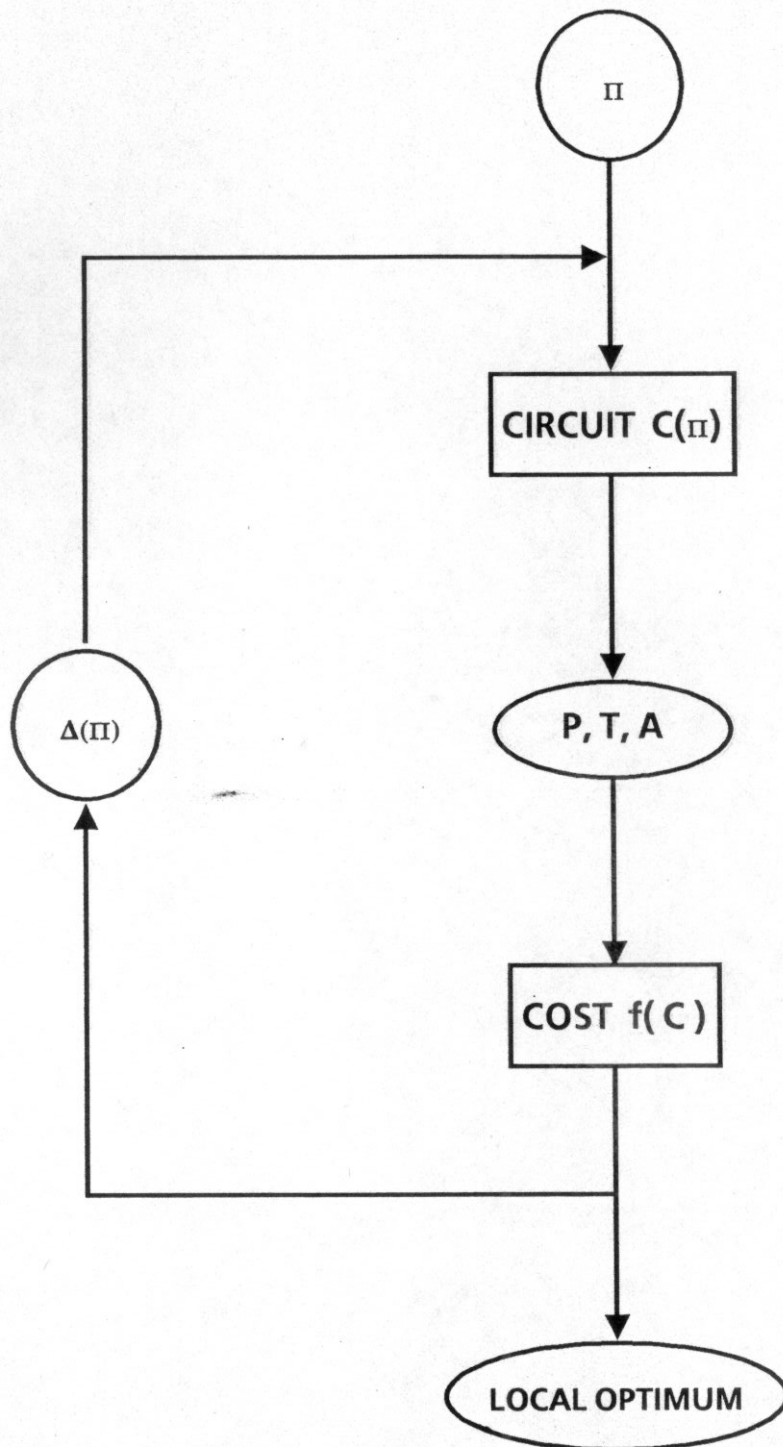 Π
CIRCUIT C(Π)
Δ(Π)
P, T, A
COST f( C )
LOCAL OPTIMUM